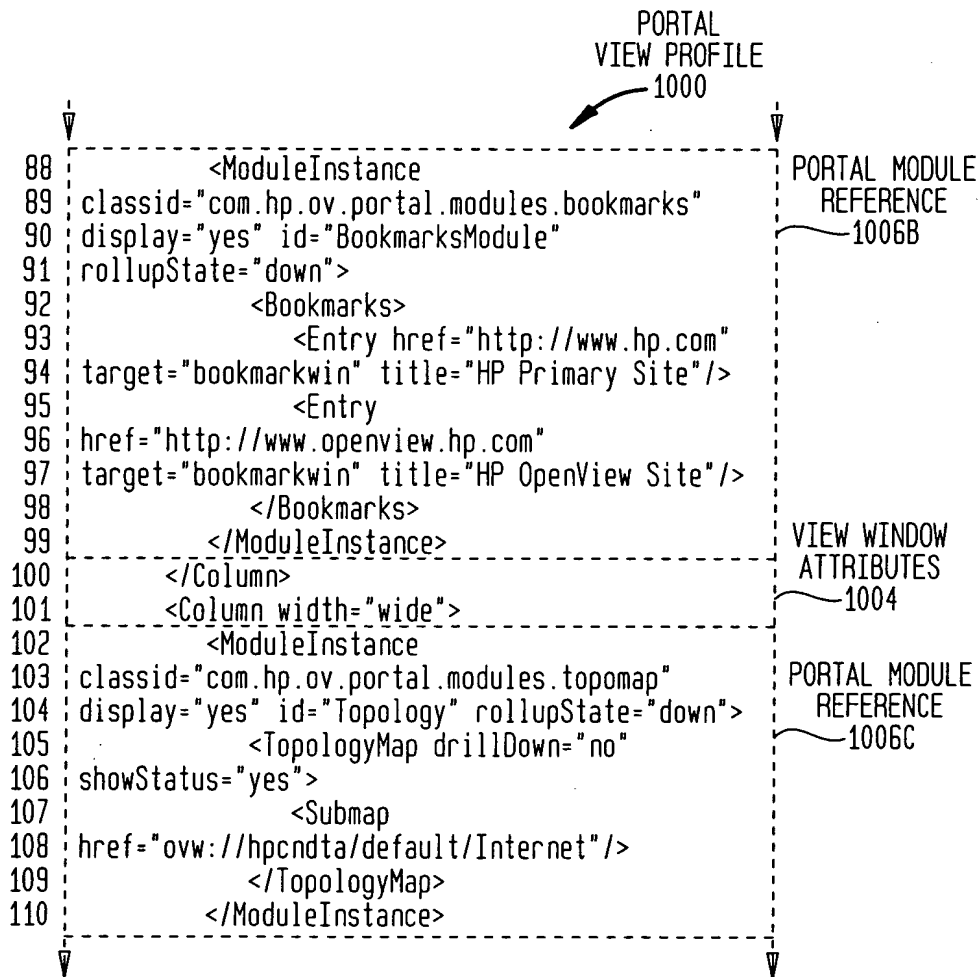 PORTAL
VIEW PROFILE
1000
88 <ModuleInstance
89 classid="com.hp.ov.portal.modules.bookmarks"
90 display="yes" id="BookmarksModule"
91 rollupState="down">
92 <Bookmarks>
93 <Entry href="http://www.hp.com"
94 target="bookmarkwin" title="HP Primary Site"/>
95 <Entry
96 href="http://www.openview.hp.com"
97 target="bookmarkwin" title="HP OpenView Site"/>
98 </Bookmarks>
99 </ModuleInstance>
100 </Column>
101 <Column width="wide">
102 <ModuleInstance
103 classid="com.hp.ov.portal.modules.topomap"
104 display="yes" id="Topology" rollupState="down">
105 <TopologyMap drillDown="no"
106 showStatus="yes">
107 <Submap
108 href="ovw://hpcndta/default/Internet"/>
109 </TopologyMap>
110 </ModuleInstance>
PORTAL MODULE
REFERENCE
1006B
VIEW WINDOW
ATTRIBUTES
1004
PORTAL MODULE
REFERENCE
1006C